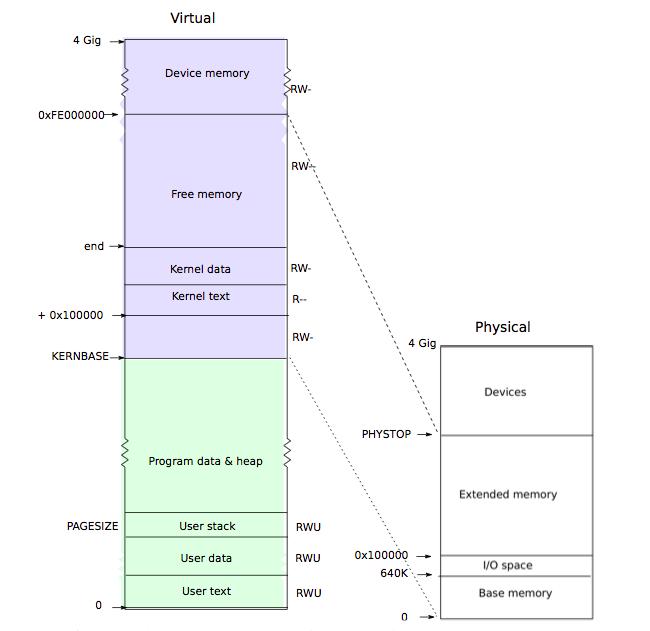 Virtual
4 Gig
Device memory
RW-
0xFE000000
RW--
Free memory
end
Kernel data
RW-
Kernel text
R--
+ 0x100000
RW-
KERNBASE
Program data & heap
PAGESIZE
User stack
RWU
User data
RWU
User text
RWU
0
Physical
4 Gig
Devices
PHYSTOP
Extended memory
0x100000
I/O space
640K
Base memory
0